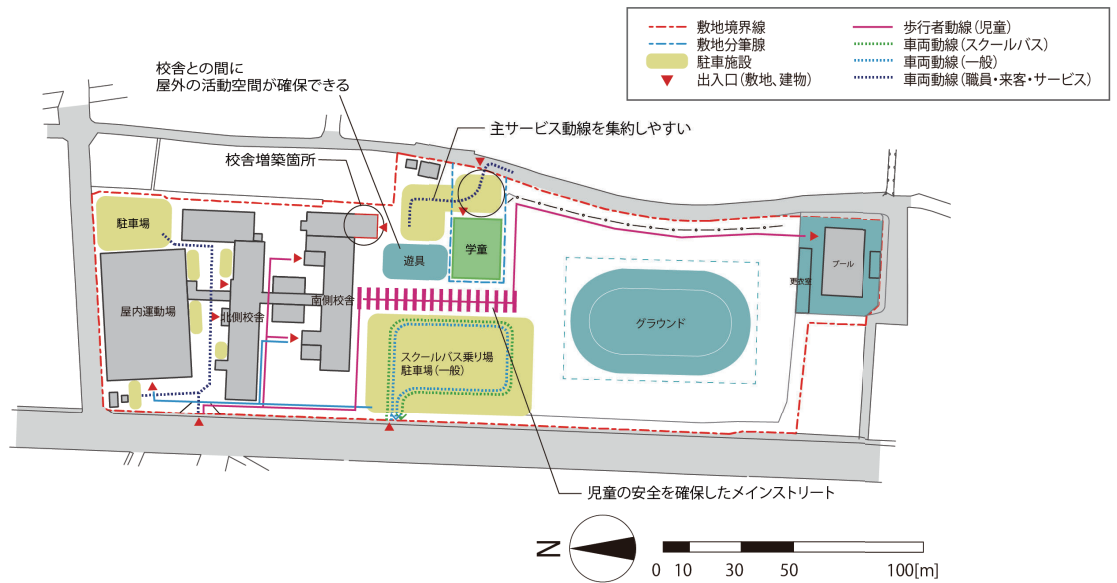 敷地境界線
敷地分筆腺
駐車施設
出入口(敷地、建物)
歩行者動線(児童)
車両動線(スクールバス)
車両動線(一般)
車両動線(職員・来客・サービス)
校舎との間に
屋外の活動空間が確保できる
主サービス動線を集約しやすい
校舎増築箇所
駐車場
学童
遊具
プール
更衣室
屋内運動場
北側校舎
南側校舎
グラウンド
スクールバス乗り場
駐車場(一般)
児童の安全を確保したメインストリート
N
0 10 30 50 100[m]